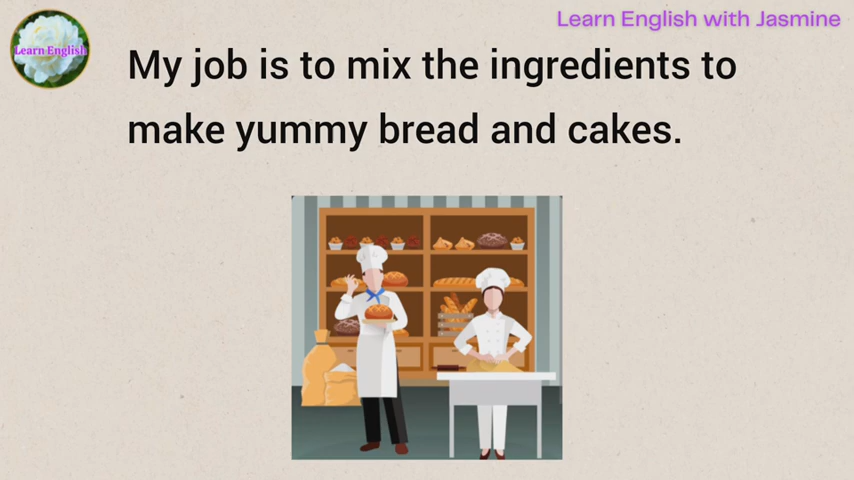 Learn English with Jasmine
Learn English
My job is to mix the ingredients to
make yummy bread and cakes.